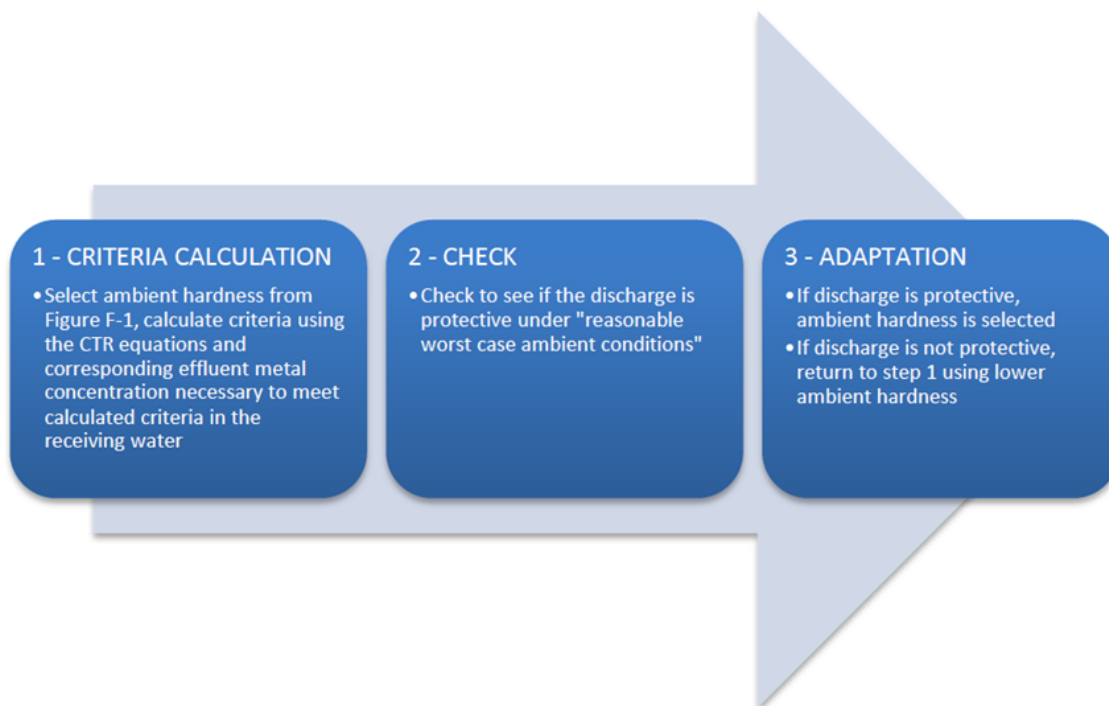 1 - CRITERIA CALCULATION
•Select ambient hardness from
Figure F-1, calculate criteria using
the CTR equations and
corresponding effluent metal
concentration necessary to meet
calculated criteria in the
receiving water
2 - CHECK
•Check to see if the discharge is
protective under "reasonable
worst case ambient conditions"
3 - ADAPTATION
•If discharge is protective,
ambient hardness is selected
•If discharge is not protective,
return to step 1 using lower
ambient hardness